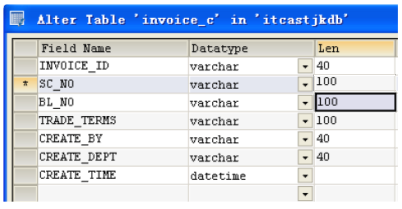 Alter Table 'invoice_c' in 'itcastjkdb'
Field Name Datatype Len
INVOICE_ID varchar 40
* SC_NO varchar 100
BL_NO varchar 100
TRADE_TERMS varchar 100
CREATE_BY varchar 40
CREATE_DEPT varchar 40
CREATE_TIME datetime